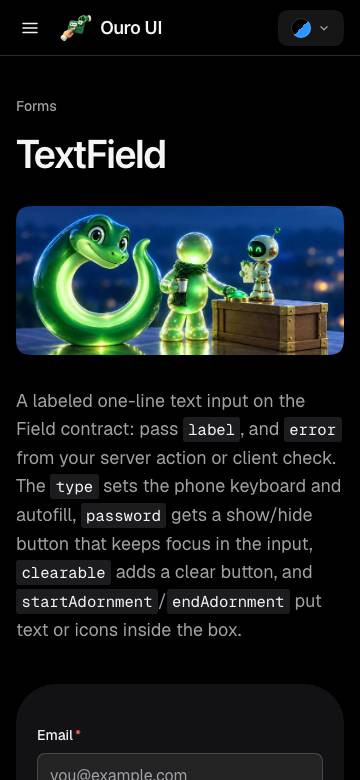 Ouro UI
Forms
TextField
A labeled one-line text input on the
Field contract: pass label, and error
from your server action or client check.
The type sets the phone keyboard and
autofill, password gets a show/hide
button that keeps focus in the input,
clearable adds a clear button, and
startAdornment/endAdornment put
text or icons inside the box.
Email*
you@example.com